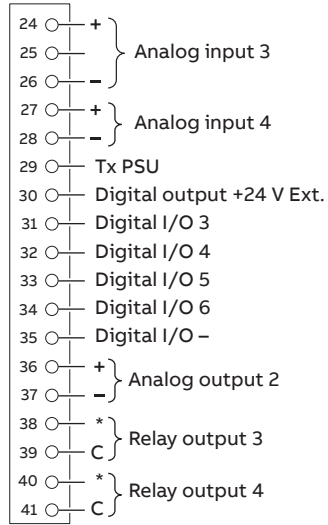 24 +
25 Analog input 3
26 –
27 +
Analog input 4
28 –
29 Tx PSU
30 Digital output +24 V Ext.
31 Digital I/O 3
32 Digital I/O 4
33 Digital I/O 5
34 Digital I/O 6
35 Digital I/O –
36 +
Analog output 2
37 –
38 *
Relay output 3
39 C
40 *
Relay output 4
41 C